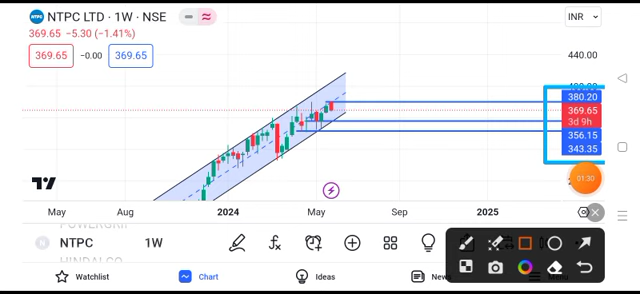 NTPC LTD · 1W · NSE
INR
369.65 −5.30 (−1.41%)
369.65 −0.00 369.65
440.00
380.20
369.65
3d 9h
356.15
343.35
01:30
May Aug 2024 May Sep 2025
POWERGRID
NTPC 1W
HINDALCO
Watchlist Chart Ideas News